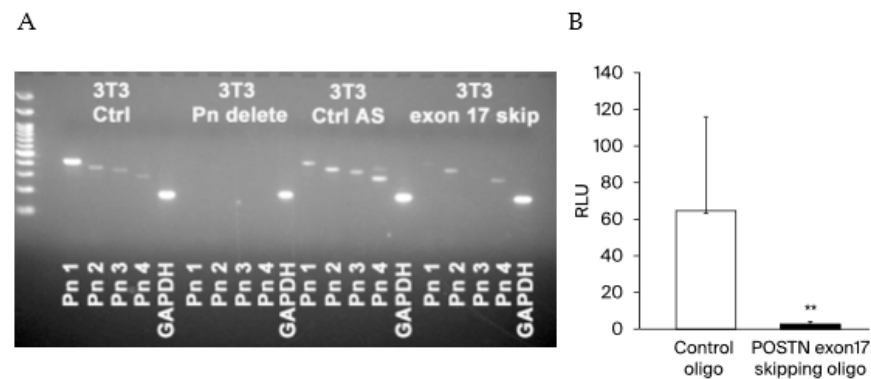 A
3T3 Ctrl
3T3 Pn delete
3T3 Ctrl AS
3T3 exon 17 skip
Pn 1 Pn 2 Pn 3 Pn 4 GAPDH Pn 1 Pn 2 Pn 3 Pn 4 GAPDH Pn 1 Pn 2 Pn 3 Pn 4 GAPDH Pn 1 Pn 2 Pn 3 Pn 4 GAPDH
B
RLU
140
120
100
80
60
40
20
0
**
Control oligo
POSTN exon17 skipping oligo